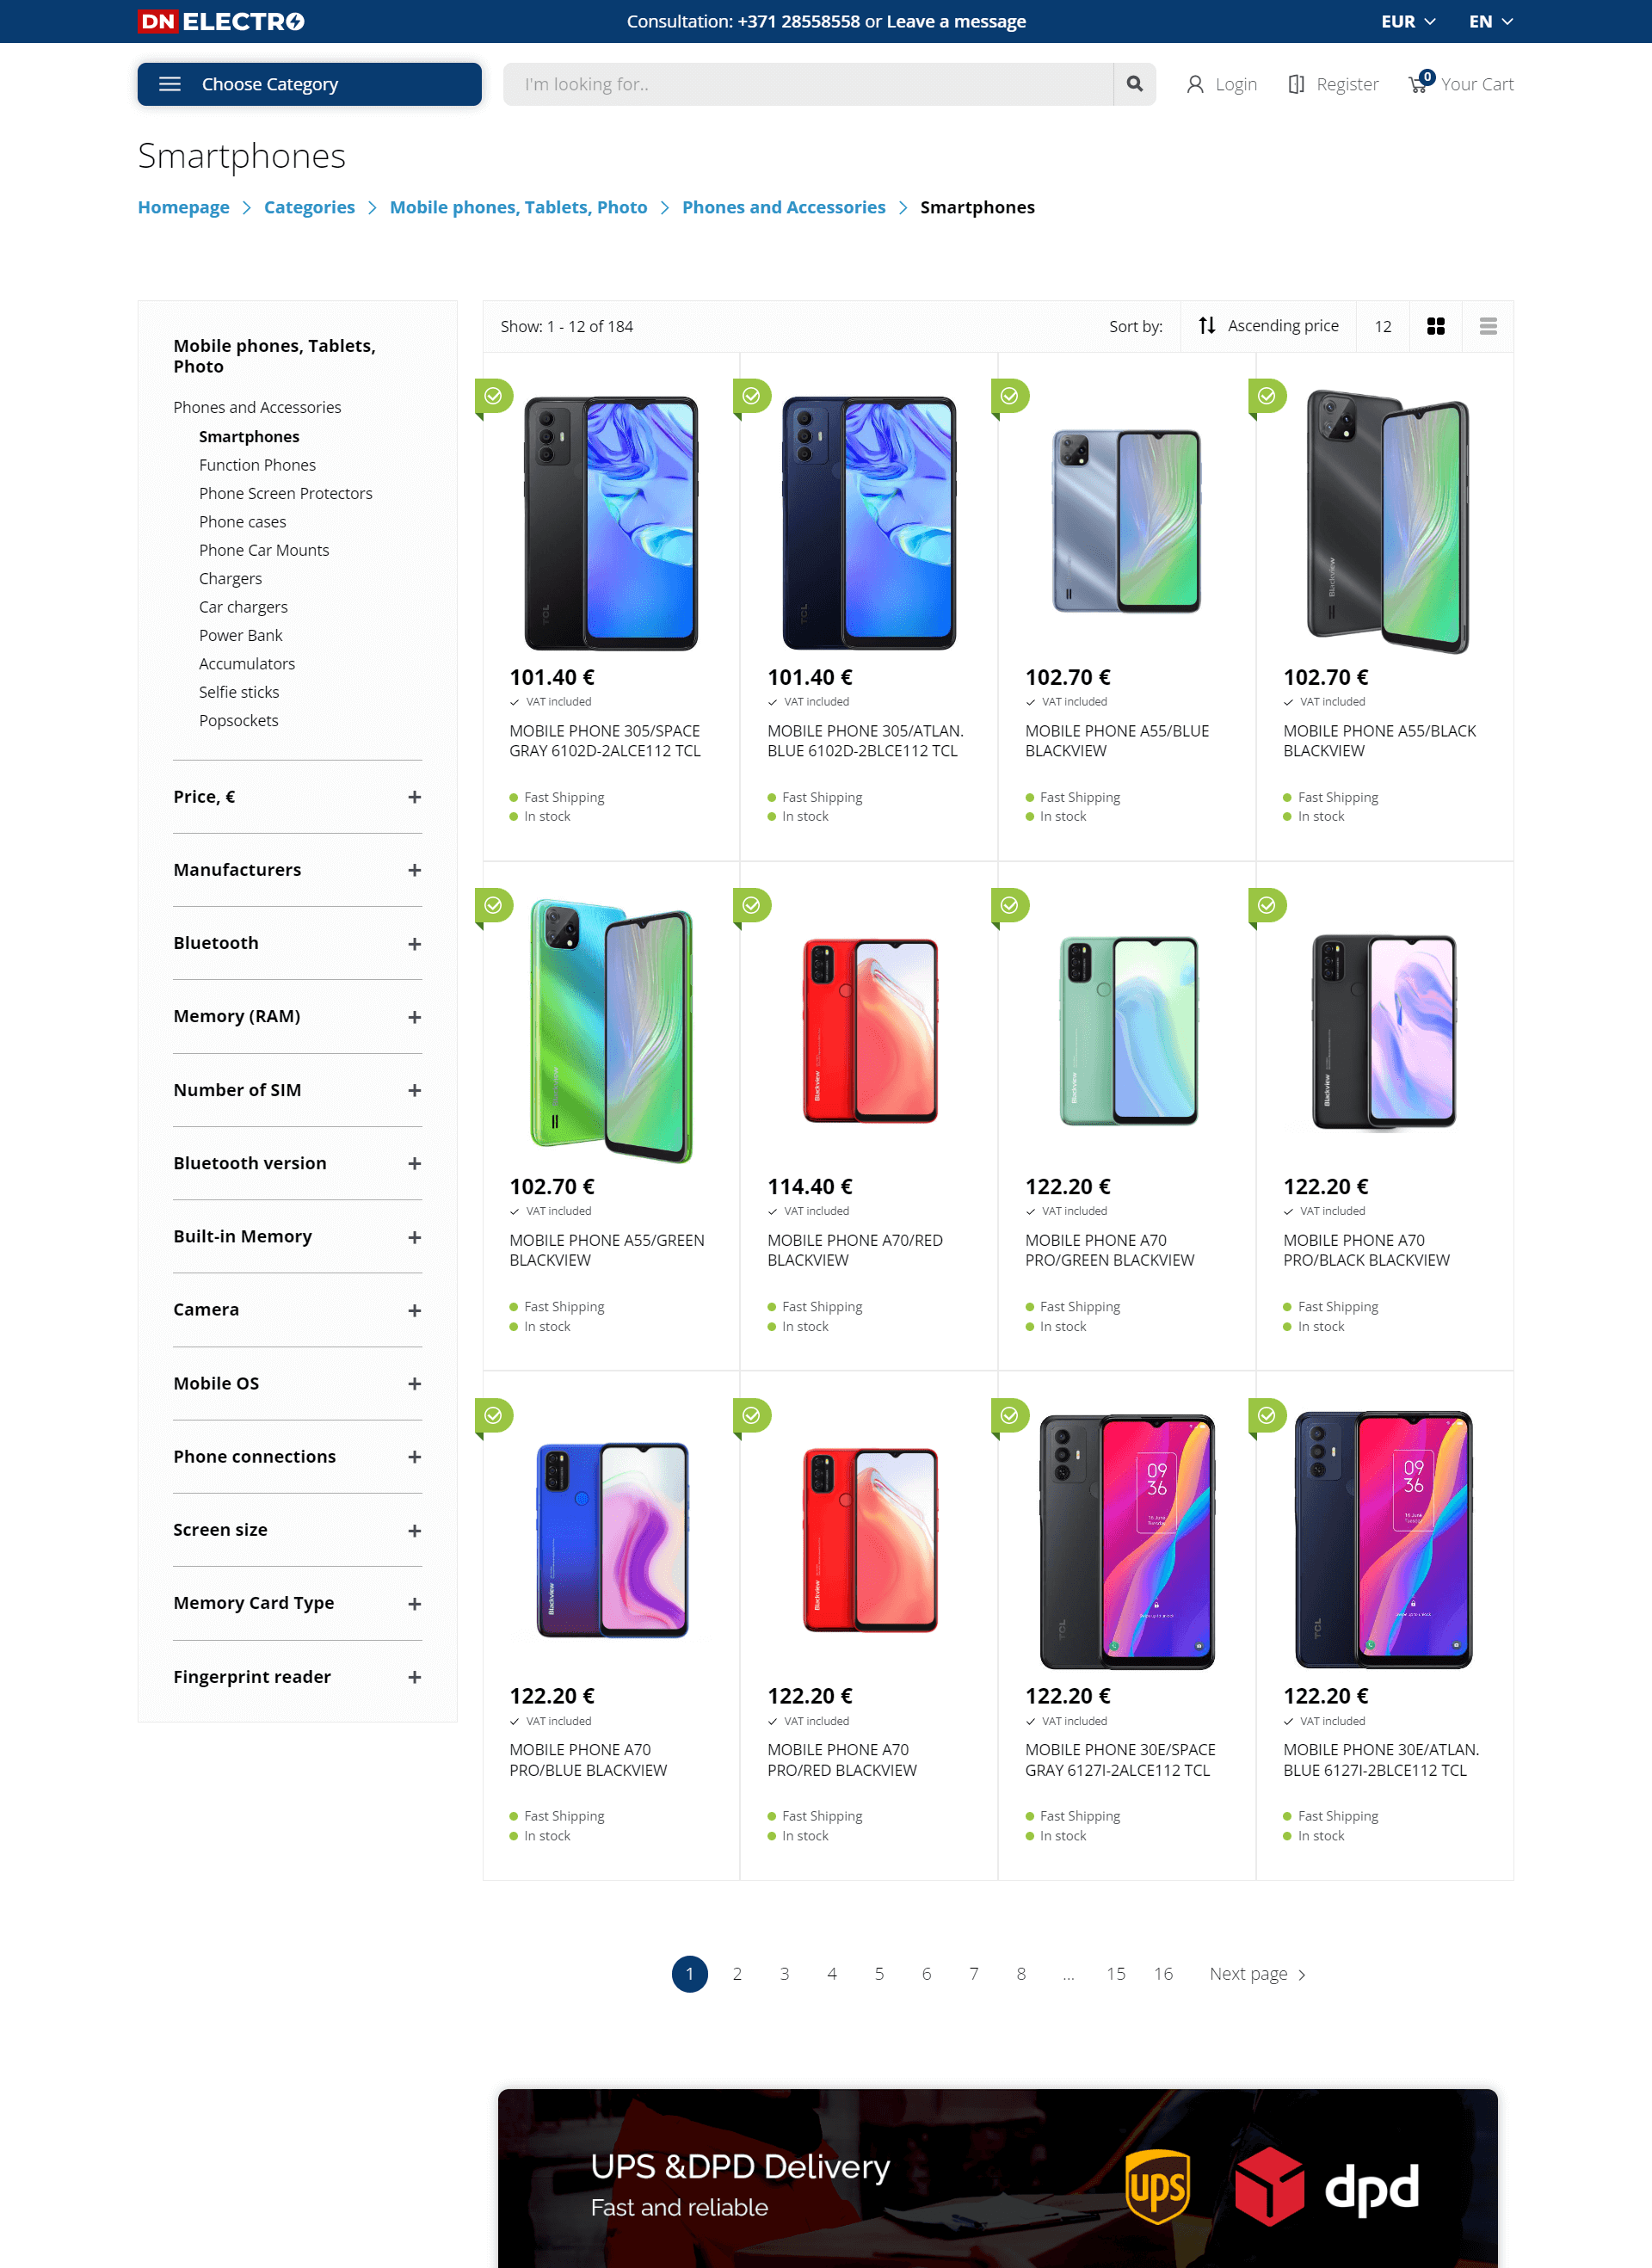 DN ELECTRO
Consultation: +371 28558558 or Leave a message
EUR
EN
Choose Category
I'm looking for..
Login
Register
0
Your Cart
Smartphones
Homepage
Categories
Mobile phones, Tablets, Photo
Phones and Accessories
Smartphones
Mobile phones, Tablets,
Photo
Phones and Accessories
Smartphones
Function Phones
Phone Screen Protectors
Phone cases
Phone Car Mounts
Chargers
Car chargers
Power Bank
Accumulators
Selfie sticks
Popsockets
Price, €
Manufacturers
Bluetooth
Memory (RAM)
Number of SIM
Bluetooth version
Built-in Memory
Camera
Mobile OS
Phone connections
Screen size
Memory Card Type
Fingerprint reader
Show: 1 - 12 of 184
Sort by:
Ascending price
12
TCL
101.40 €
VAT included
MOBILE PHONE 305/SPACE
GRAY 6102D-2ALCE112 TCL
Fast Shipping
In stock
TCL
101.40 €
VAT included
MOBILE PHONE 305/ATLAN.
BLUE 6102D-2BLCE112 TCL
Fast Shipping
In stock
102.70 €
VAT included
MOBILE PHONE A55/BLUE
BLACKVIEW
Fast Shipping
In stock
Blackview
102.70 €
VAT included
MOBILE PHONE A55/BLACK
BLACKVIEW
Fast Shipping
In stock
102.70 €
VAT included
MOBILE PHONE A55/GREEN
BLACKVIEW
Fast Shipping
In stock
Blackview
114.40 €
VAT included
MOBILE PHONE A70/RED
BLACKVIEW
Fast Shipping
In stock
Blackview
122.20 €
VAT included
MOBILE PHONE A70
PRO/GREEN BLACKVIEW
Fast Shipping
In stock
Blackview
122.20 €
VAT included
MOBILE PHONE A70
PRO/BLACK BLACKVIEW
Fast Shipping
In stock
Blackview
122.20 €
VAT included
MOBILE PHONE A70
PRO/BLUE BLACKVIEW
Fast Shipping
In stock
Blackview
122.20 €
VAT included
MOBILE PHONE A70
PRO/RED BLACKVIEW
Fast Shipping
In stock
TCL
09
36
122.20 €
VAT included
MOBILE PHONE 30E/SPACE
GRAY 6127I-2ALCE112 TCL
Fast Shipping
In stock
TCL
09
36
122.20 €
VAT included
MOBILE PHONE 30E/ATLAN.
BLUE 6127I-2BLCE112 TCL
Fast Shipping
In stock
1 2 3 4 5 6 7 8 ... 15 16 Next page
UPS &DPD Delivery
Fast and reliable
ups
dpd